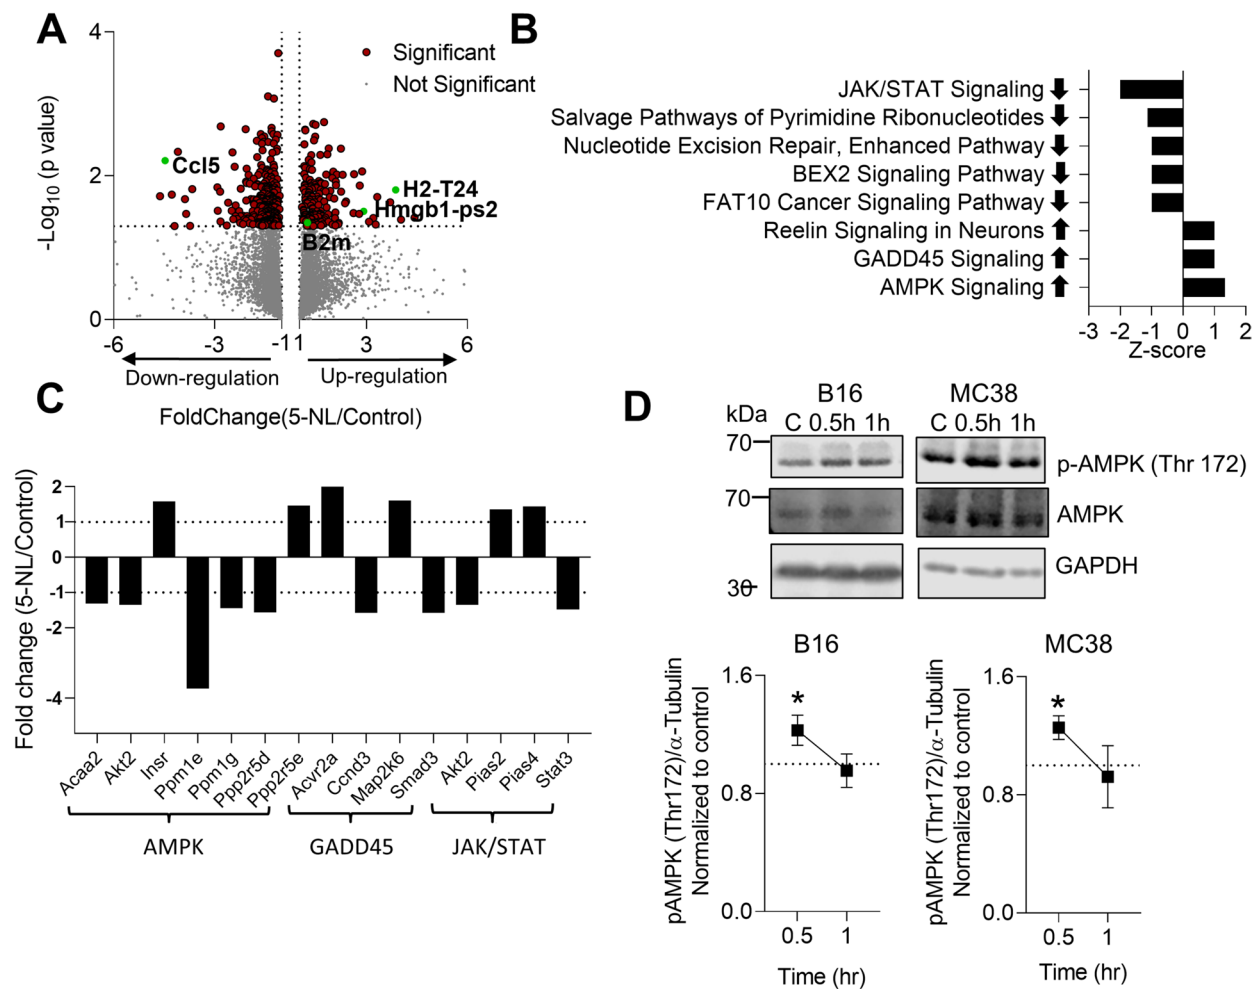 A
4
2
0
-Log10 (p value)
Significant
Not Significant
Ccl5
H2-T24
Hmgb1-ps2
B2m
-6
-3
-1
1
3
6
Down-regulation
Up-regulation
FoldChange(5-NL/Control)
B
JAK/STAT Signaling
Salvage Pathways of Pyrimidine Ribonucleotides
Nucleotide Excision Repair, Enhanced Pathway
BEX2 Signaling Pathway
FAT10 Cancer Signaling Pathway
Reelin Signaling in Neurons
GADD45 Signaling
AMPK Signaling
-3 -2 -1 0 1 2
Z-score
C
Fold change (5-NL/Control)
2
1
0
-1
-2
-4
Acaa2
Akt2
Insr
Ppm1e
Ppm1g
Ppp2r5d
Ppp2r5e
Acvr2a
Ccnd3
Map2k6
Smad3
Akt2
Pias2
Pias4
Stat3
AMPK
GADD45
JAK/STAT
D
B16
MC38
kDa
C 0.5h 1h
C 0.5h 1h
70
p-AMPK (Thr 172)
70
AMPK
GAPDH
30
B16
pAMPK (Thr172)/α-Tubulin
Normalized to control
1.6
0.8
0.0
*
0.5
1
Time (hr)
MC38
pAMPK (Thr172)/α-Tubulin
Normalized to control
1.6
0.8
0.0
*
0.5
1
Time (hr)